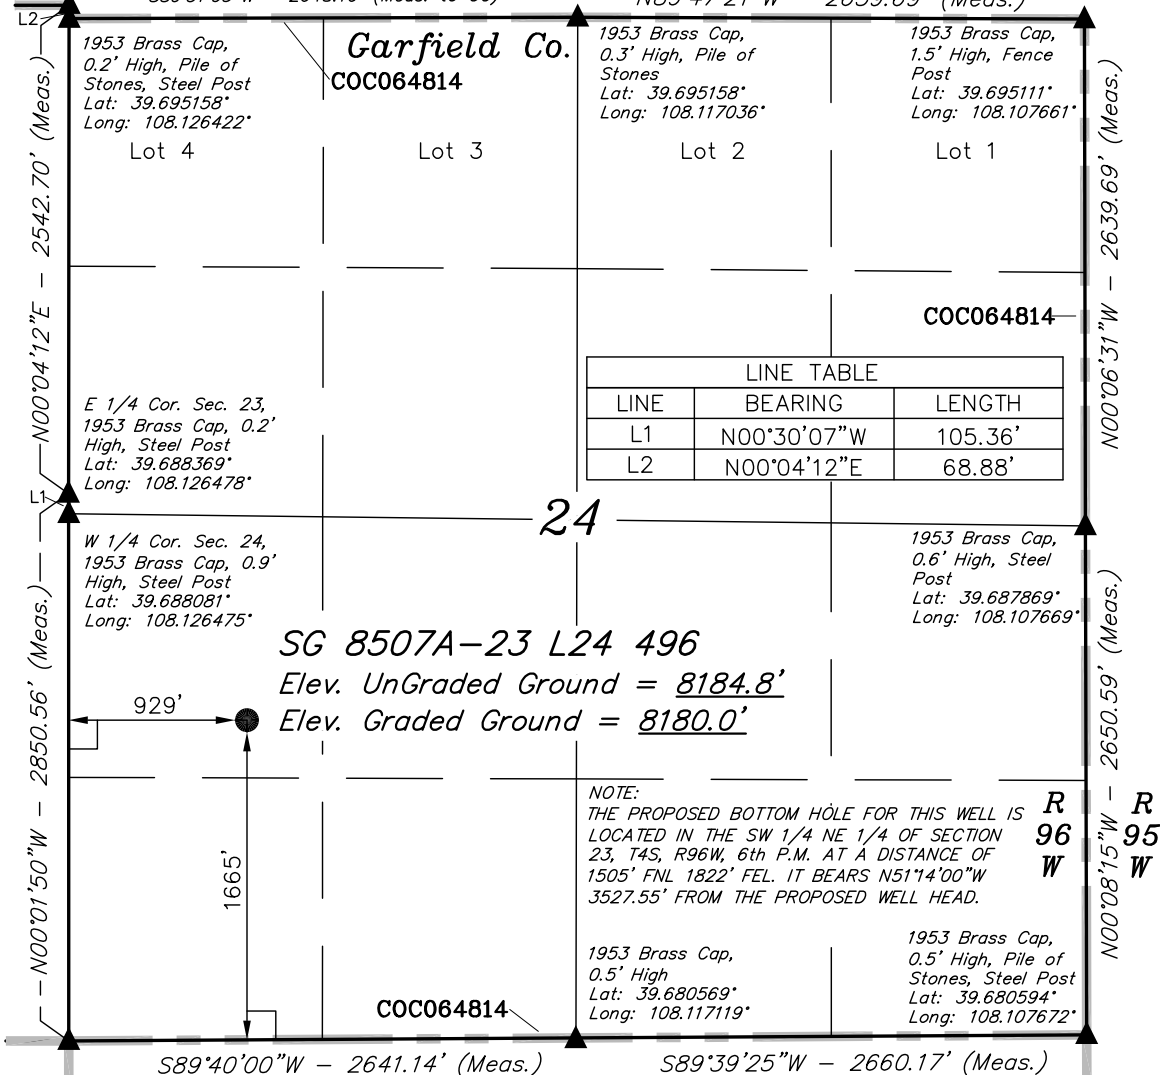 L2
Garfield Co.
COC064814
1953 Brass Cap,
0.2' High, Pile of
Stones, Steel Post
Lat: 39.695158°
Long: 108.126422°
1953 Brass Cap,
0.3' High, Pile of
Stones
Lat: 39.695158°
Long: 108.117036°
1953 Brass Cap,
1.5' High, Fence
Post
Lat: 39.695111°
Long: 108.107661°
Lot 4
Lot 3
Lot 2
Lot 1
N00°04'12"E - 2542.70' (Meas.)
N00°06'31"W - 2639.69' (Meas.)
COC064814
LINE TABLE
LINE BEARING LENGTH
L1 N00°30'07"W 105.36'
L2 N00°04'12"E 68.88'
E 1/4 Cor. Sec. 23,
1953 Brass Cap, 0.2'
High, Steel Post
Lat: 39.688369°
Long: 108.126478°
L1
24
W 1/4 Cor. Sec. 24,
1953 Brass Cap, 0.9'
High, Steel Post
Lat: 39.688081°
Long: 108.126475°
1953 Brass Cap,
0.6' High, Steel
Post
Lat: 39.687869°
Long: 108.107669°
SG 8507A-23 L24 496
Elev. UnGraded Ground = 8184.8'
Elev. Graded Ground = 8180.0'
929'
1665'
N00°01'50"W - 2850.56' (Meas.)
N00°08'15"W - 2650.59' (Meas.)
NOTE:
THE PROPOSED BOTTOM HOLE FOR THIS WELL IS
LOCATED IN THE SW 1/4 NE 1/4 OF SECTION
23, T4S, R96W, 6th P.M. AT A DISTANCE OF
1505' FNL 1822' FEL. IT BEARS N51°14'00"W
3527.55' FROM THE PROPOSED WELL HEAD.
R
96
W
R
95
W
1953 Brass Cap,
0.5' High
Lat: 39.680569°
Long: 108.117119°
1953 Brass Cap,
0.5' High, Pile of
Stones, Steel Post
Lat: 39.680594°
Long: 108.107672°
COC064814
S89°40'00"W - 2641.14' (Meas.)
S89°39'25"W - 2660.17' (Meas.)